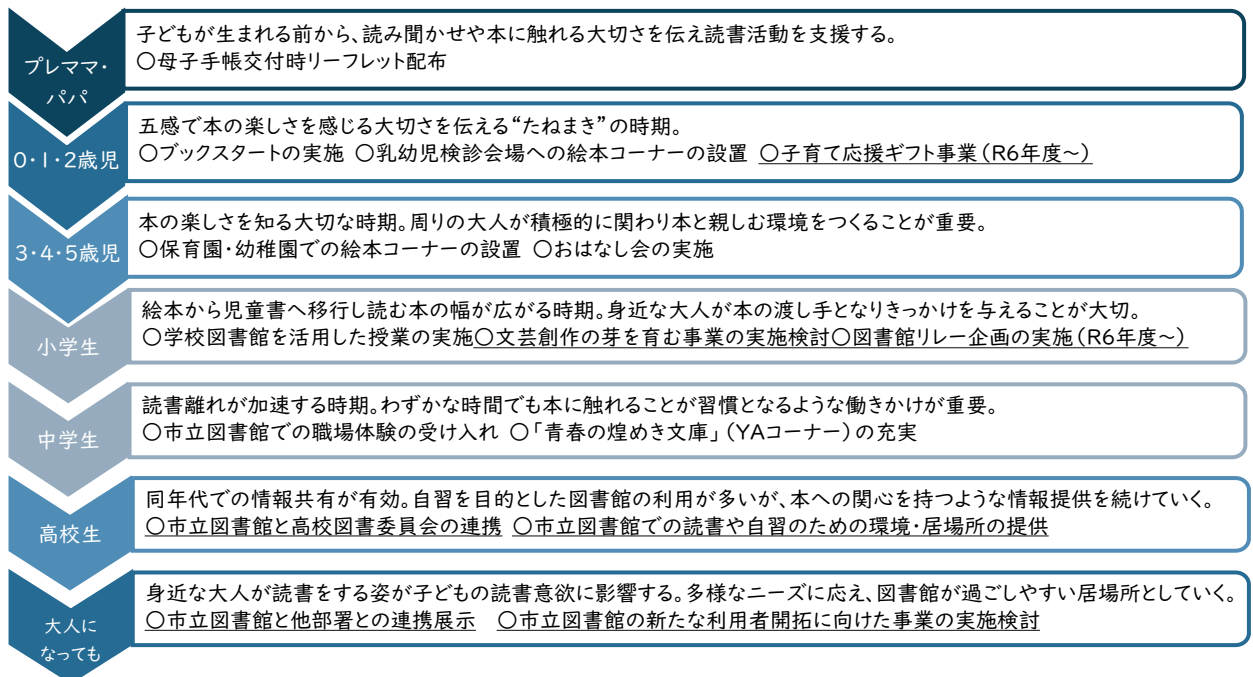 プレママ・
パパ
子どもが生まれる前から、読み聞かせや本に触れる大切さを伝え読書活動を支援する。
〇母子手帳交付時リーフレット配布
0・1・2歳児
五感で本の楽しさを感じる大切さを伝える“たねまき”の時期。
〇ブックスタートの実施 〇乳幼児検診会場への絵本コーナーの設置 〇子育て応援ギフト事業(R6年度~)
3・4・5歳児
本の楽しさを知る大切な時期。周りの大人が積極的に関わり本と親しむ環境をつくることが重要。
〇保育園・幼稚園での絵本コーナーの設置 〇おはなし会の実施
小学生
絵本から児童書へ移行し読む本の幅が広がる時期。身近な大人が本の渡し手となりきっかけを与えることが大切。
〇学校図書館を活用した授業の実施〇文芸創作の芽を育む事業の実施検討〇図書館リレー企画の実施(R6年度~)
中学生
読書離れが加速する時期。わずかな時間でも本に触れることが習慣となるような働きかけが重要。
〇市立図書館での職場体験の受け入れ 〇「青春の煌めき文庫」(YAコーナー)の充実
高校生
同年代での情報共有が有効。自習を目的とした図書館の利用が多いが、本への関心を持つような情報提供を続けていく。
〇市立図書館と高校図書委員会の連携 〇市立図書館での読書や自習のための環境・居場所の提供
大人に
なっても
身近な大人が読書をする姿が子どもの読書意欲に影響する。多様なニーズに応え、図書館が過ごしやすい居場所としていく。
〇市立図書館と他部署との連携展示 〇市立図書館の新たな利用者開拓に向けた事業の実施検討